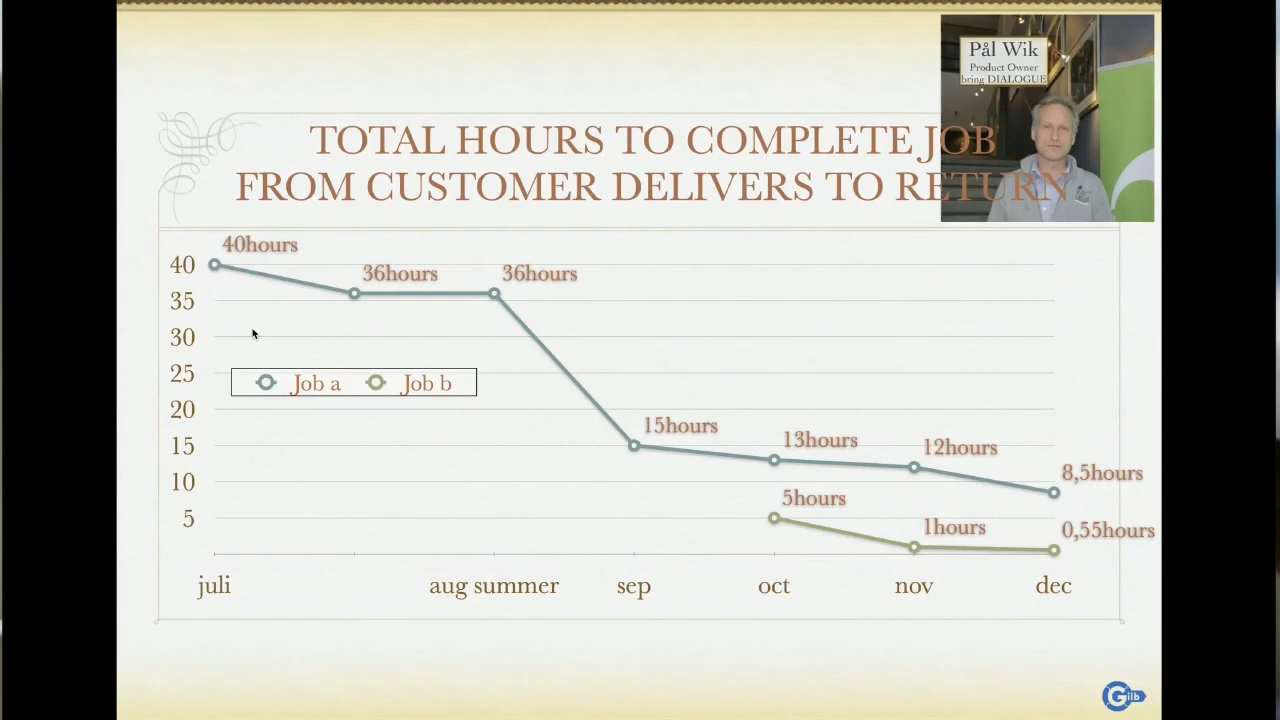 Pål Wik
Product Owner
bring DIALOGUE
TOTAL HOURS TO COMPLETE JOB
FROM CUSTOMER DELIVERS TO RETURN
40hours
36hours
36hours
15hours
13hours
12hours
8,5hours
5hours
1hours
0,55hours
40
35
30
25
20
15
10
5
Job a
Job b
juli
aug summer
sep
oct
nov
dec
Gilb